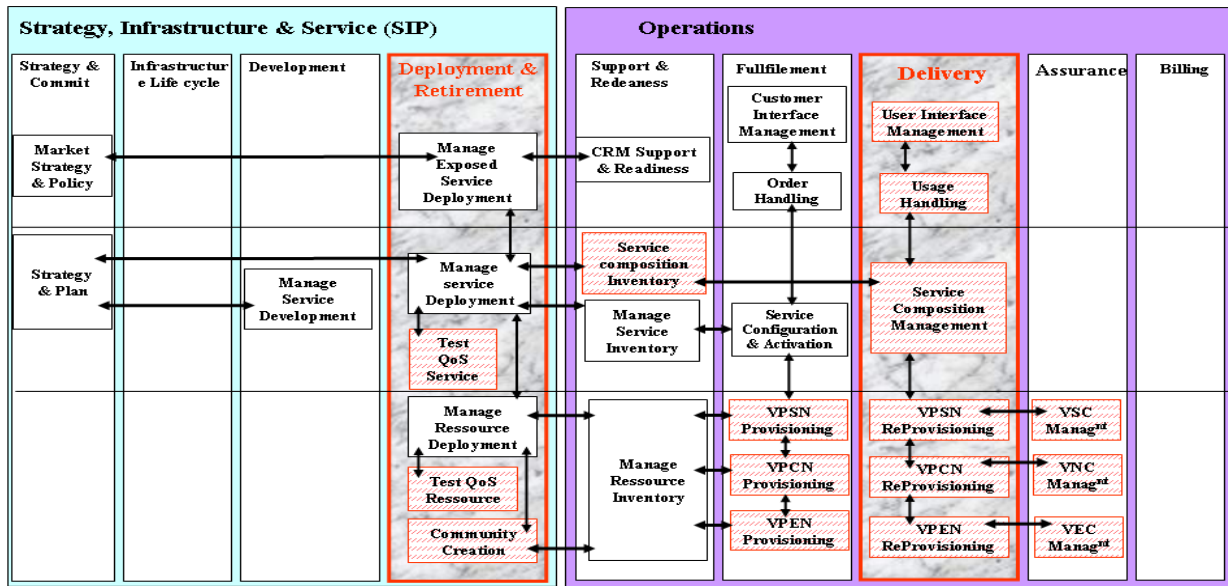 Strategy, Infrastructure & Service (SIP)
Operations
Strategy &
Commit
Infrastructur
e Life cycle
Development
Deployment &
Retirement
Support &
Redeaness
Fullfilement
Delivery
Assurance
Billing
Market
Strategy
& Policy
Manage
Exposed
Service
Deployment
CRM Support
& Readiness
Customer
Interface
Management
Order
Handling
User Interface
Management
Usage
Handling
Strategy
& Plan
Manage
Service
Development
Manage
service
Deployment
Test
QoS
Service
Service
composition
Inventory
Manage
Service
Inventory
Service
Configuration
& Activation
Service
Composition
Management
Manage
Ressource
Deployment
Test QoS
Ressource
Community
Creation
Manage
Ressource
Inventory
VPSN
Provisioning
VPCN
Provisioning
VPEN
Provisioning
VPSN
ReProvisioning
VPCN
ReProvisioning
VPEN
ReProvisioning
VSC
Managnt
VNC
Managnt
VEC
Managnt